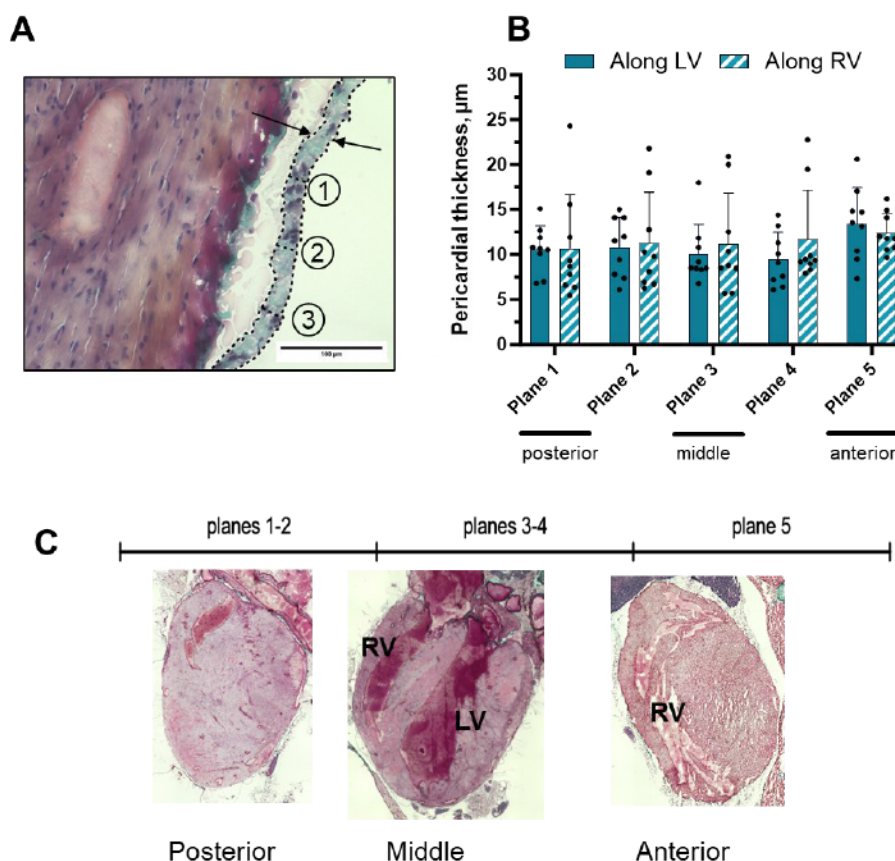 A
1
2
3
100 µm
B
Along LV Along RV
Pericardial thickness, µm
30
25
20
15
10
5
0
Plane 1 Plane 2 Plane 3 Plane 4 Plane 5
posterior middle anterior
C
planes 1-2 planes 3-4 plane 5
RV
LV
RV
Posterior Middle Anterior